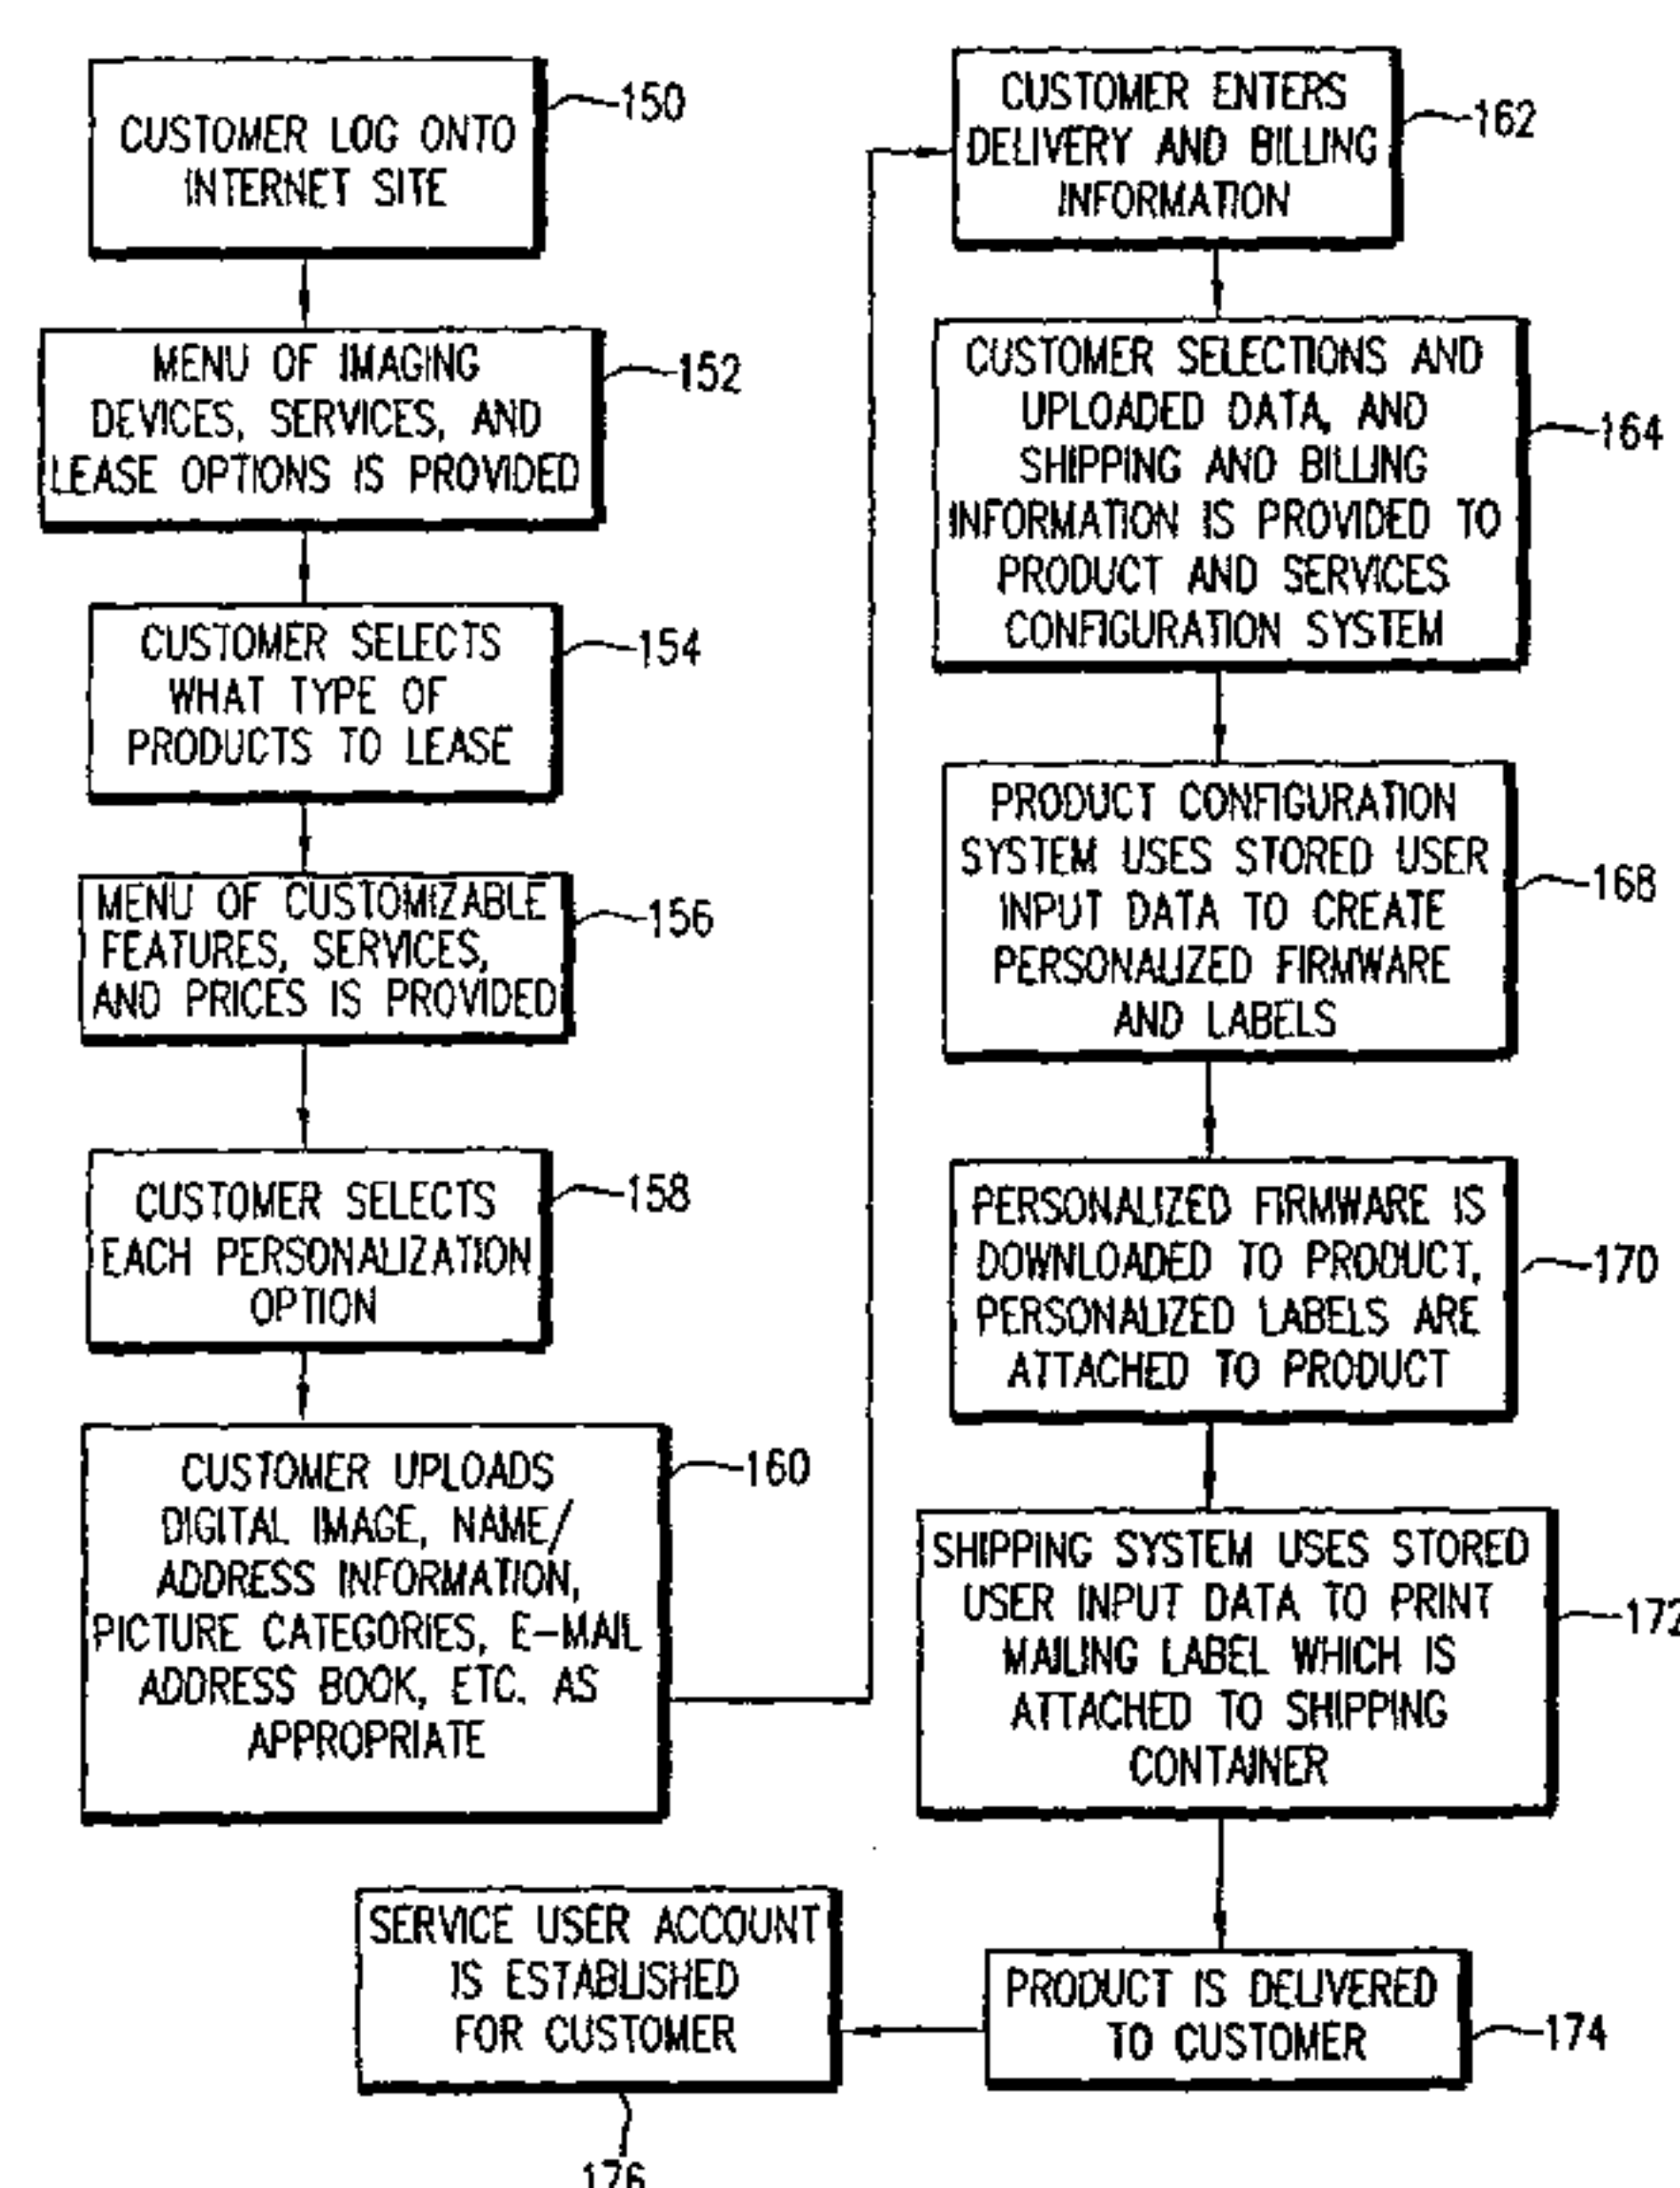 CUSTOMER LOG ONTO
INTERNET SITE
150
MENU OF IMAGING
DEVICES, SERVICES, AND
LEASE OPTIONS IS PROVIDED
152
CUSTOMER SELECTS
WHAT TYPE OF
PRODUCTS TO LEASE
154
MENU OF CUSTOMIZABLE
FEATURES, SERVICES,
AND PRICES IS PROVIDED
156
CUSTOMER SELECTS
EACH PERSONALIZATION
OPTION
158
CUSTOMER UPLOADS
DIGITAL IMAGE, NAME/
ADDRESS INFORMATION,
PICTURE CATEGORIES, E-MAIL
ADDRESS BOOK, ETC. AS
APPROPRIATE
160
CUSTOMER ENTERS
DELIVERY AND BILLING
INFORMATION
162
CUSTOMER SELECTIONS AND
UPLOADED DATA, AND
SHIPPING AND BILLING
INFORMATION IS PROVIDED TO
PRODUCT AND SERVICES
CONFIGURATION SYSTEM
164
PRODUCT CONFIGURATION
SYSTEM USES STORED USER
INPUT DATA TO CREATE
PERSONALIZED FIRMWARE
AND LABELS
168
PERSONALIZED FIRMWARE IS
DOWNLOADED TO PRODUCT,
PERSONALIZED LABELS ARE
ATTACHED TO PRODUCT
170
SHIPPING SYSTEM USES STORED
USER INPUT DATA TO PRINT
MAILING LABEL WHICH IS
ATTACHED TO SHIPPING
CONTAINER
172
PRODUCT IS DELIVERED
TO CUSTOMER
174
SERVICE USER ACCOUNT
IS ESTABLISHED
FOR CUSTOMER
176